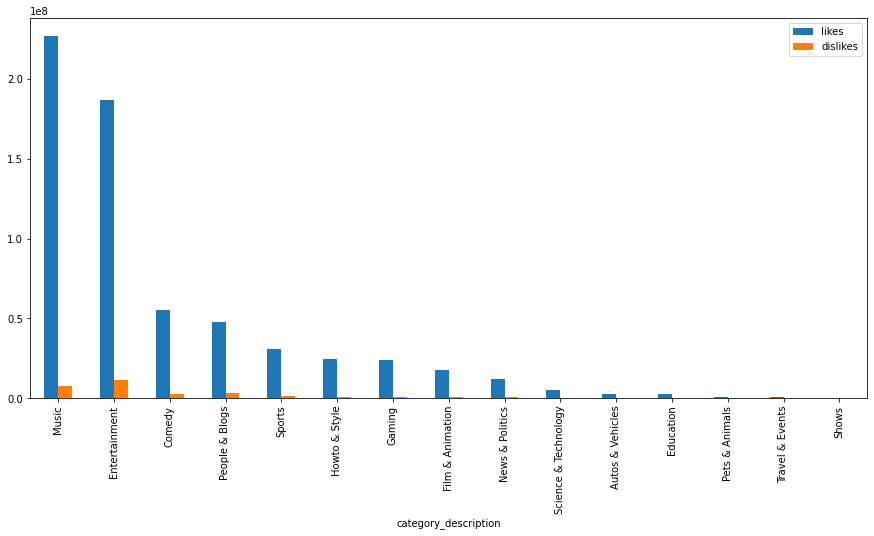 1e8
likes
dislikes
2.0
1.5
1.0
0.5
0.0
Music
Entertainment
Comedy
People & Blogs
Sports
Howto & Style
Gaming
Film & Animation
News & Politics
Science & Technology
Autos & Vehicles
Education
Pets & Animals
Travel & Events
Shows
category_description